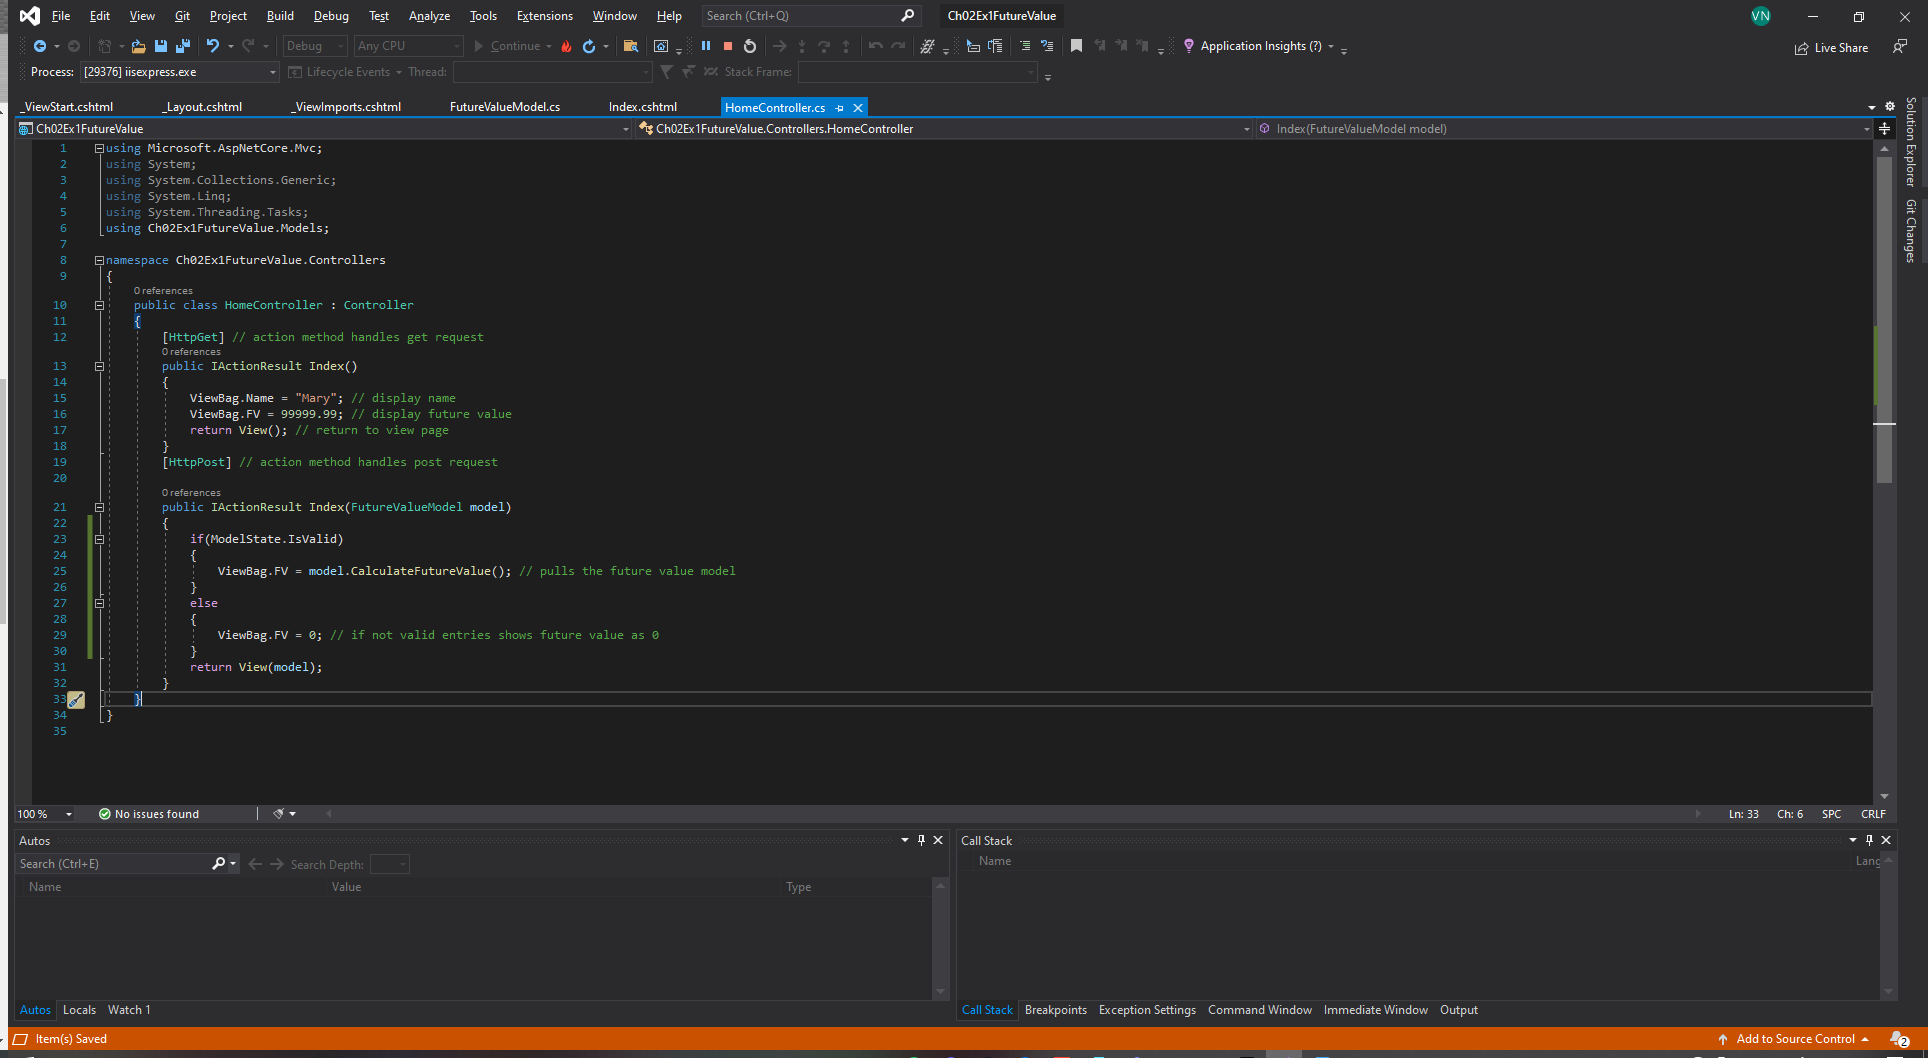 File Edit View Git Project Build Debug Test Analyze Tools Extensions Window Help Search (Ctrl+Q) Ch02Ex1FutureValue VN
Debug Any CPU Continue Application Insights (?) Live Share
Process: [29376] iisexpress.exe Lifecycle Events Thread: Stack Frame:
_ViewStart.cshtml _Layout.cshtml _ViewImports.cshtml FutureValueModel.cs Index.cshtml HomeController.cs
Ch02Ex1FutureValue Ch02Ex1FutureValue.Controllers.HomeController Index(FutureValueModel model)
1 using Microsoft.AspNetCore.Mvc;
2 using System;
3 using System.Collections.Generic;
4 using System.Linq;
5 using System.Threading.Tasks;
6 using Ch02Ex1FutureValue.Models;
7
8 namespace Ch02Ex1FutureValue.Controllers
9 {
0 references
10 public class HomeController : Controller
11 {
12 [HttpGet] // action method handles get request
0 references
13 public IActionResult Index()
14 {
15 ViewBag.Name = "Mary"; // display name
16 ViewBag.FV = 99999.99; // display future value
17 return View(); // return to view page
18 }
19 [HttpPost] // action method handles post request
20
0 references
21 public IActionResult Index(FutureValueModel model)
22 {
23 if(ModelState.IsValid)
24 {
25 ViewBag.FV = model.CalculateFutureValue(); // pulls the future value model
26 }
27 else
28 {
29 ViewBag.FV = 0; // if not valid entries shows future value as 0
30 }
31 return View(model);
32 }
33 }
34 }
35
Solution Explorer
Git Changes
100 % No issues found Ln: 33 Ch: 6 SPC CRLF
Autos
Search (Ctrl+E) Search Depth:
Name Value Type
Call Stack
Name Lang
Autos Locals Watch 1
Call Stack Breakpoints Exception Settings Command Window Immediate Window Output
Item(s) Saved Add to Source Control 2